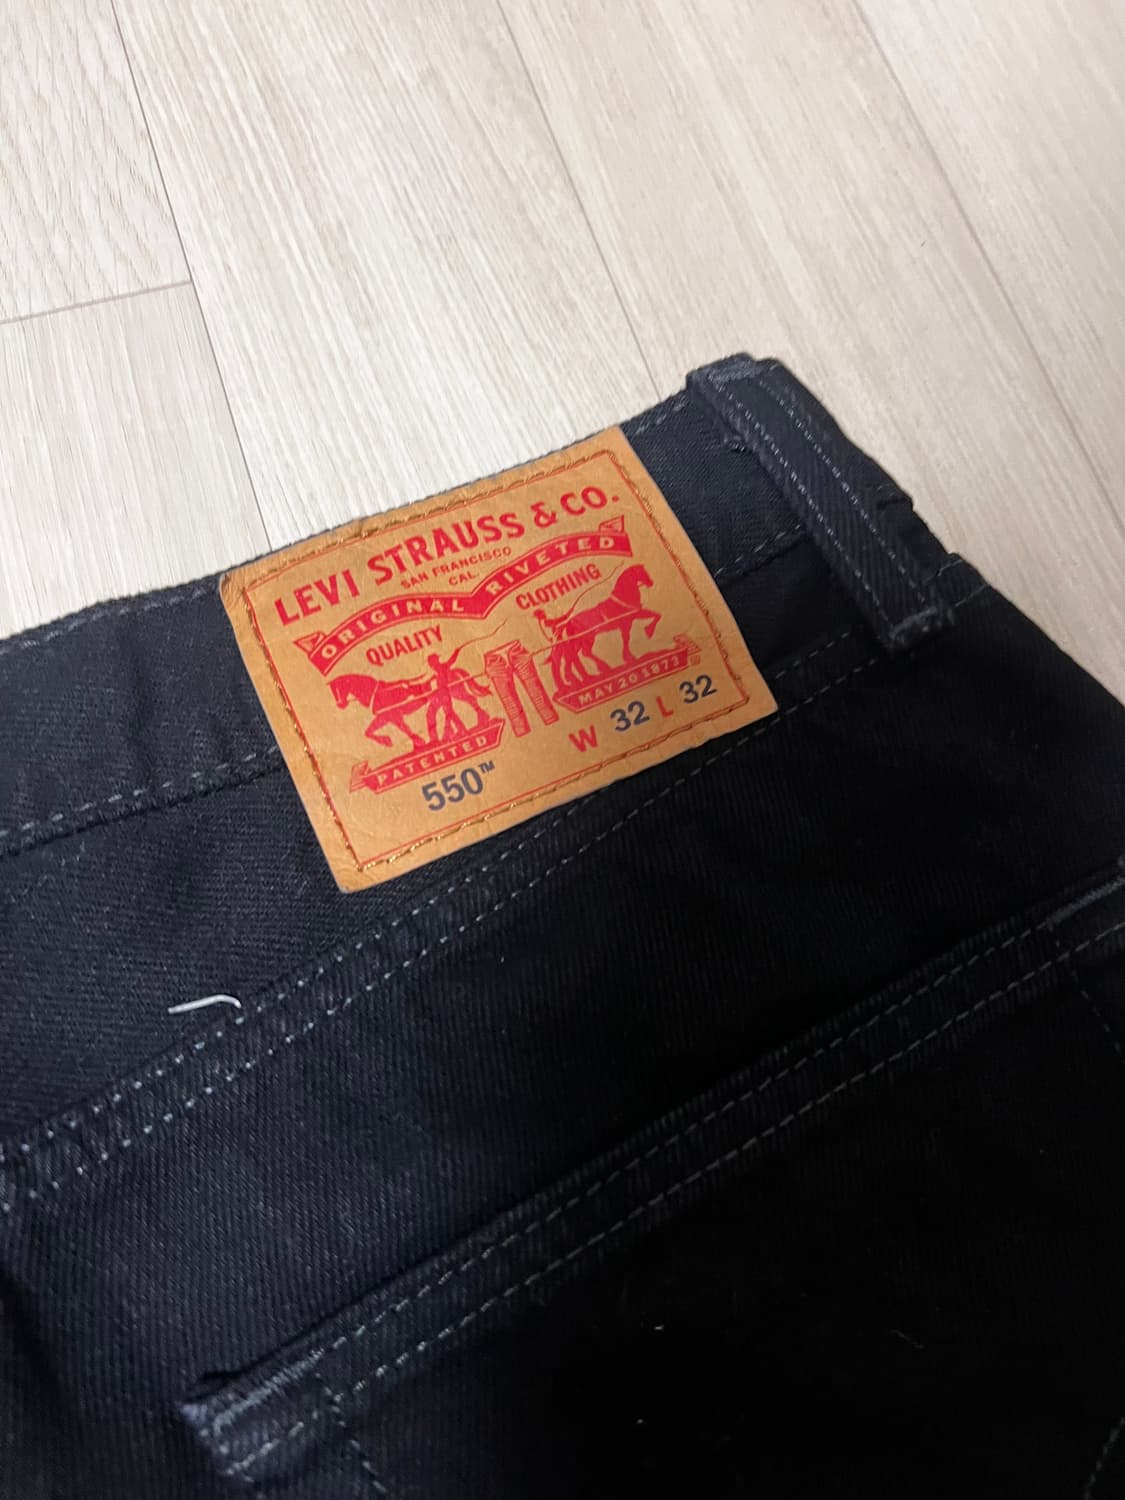 LEVI STRAUSS & CO.
SAN FRANCISCO
CAL.
ORIGINAL RIVETED
QUALITY CLOTHING
PATENTED MAY 20 1873
550™ W 32 L 32